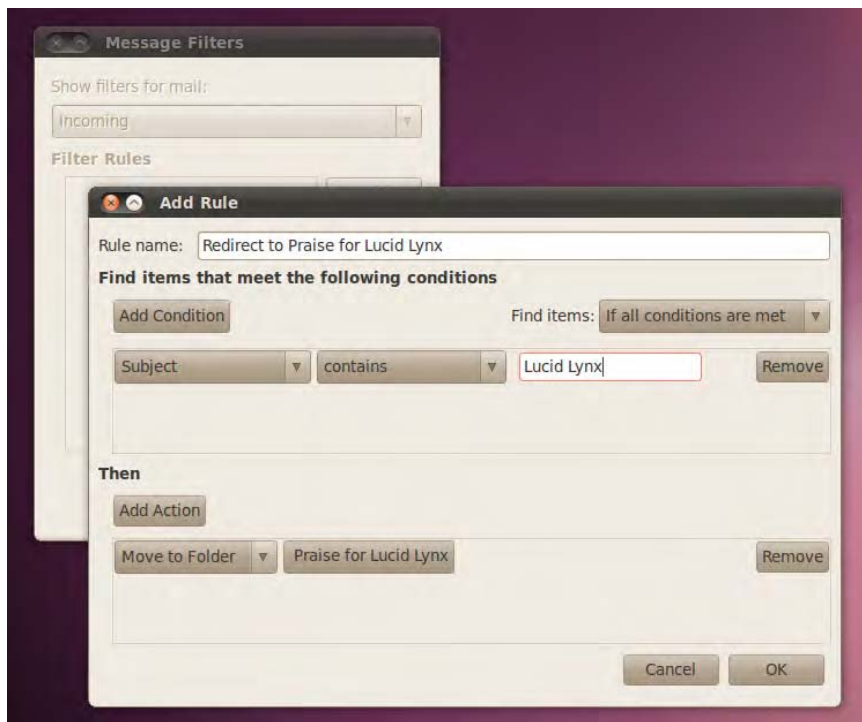 Message Filters
Show filters for mail:
Incoming
Filter Rules
Add Rule
Rule name: Redirect to Praise for Lucid Lynx
Find items that meet the following conditions
Add Condition Find items: If all conditions are met
Subject contains Lucid Lynx Remove
Then
Add Action
Move to Folder Praise for Lucid Lynx Remove
Cancel OK